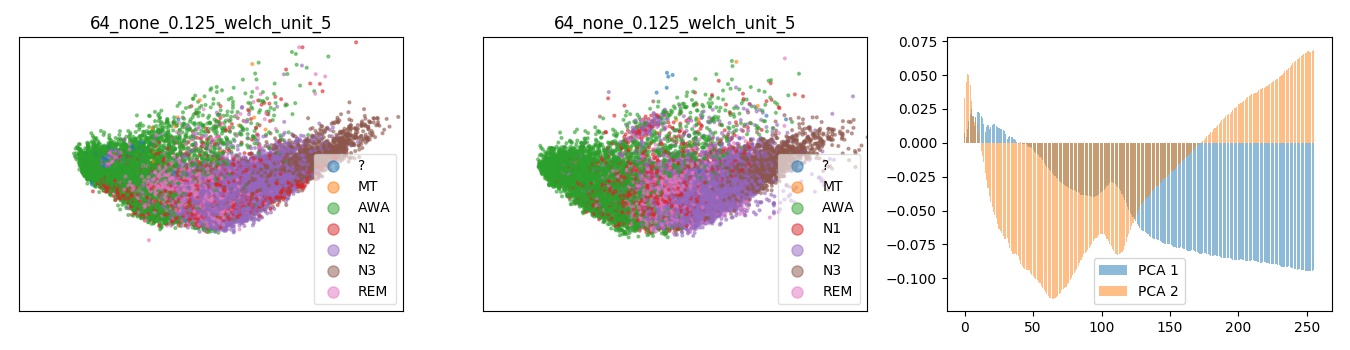 64_none_0.125_welch_unit_5
?
MT
AWA
N1
N2
N3
REM
64_none_0.125_welch_unit_5
?
MT
AWA
N1
N2
N3
REM
0.075
0.050
0.025
0.000
−0.025
−0.050
−0.075
−0.100
PCA 1
PCA 2
0 50 100 150 200 250